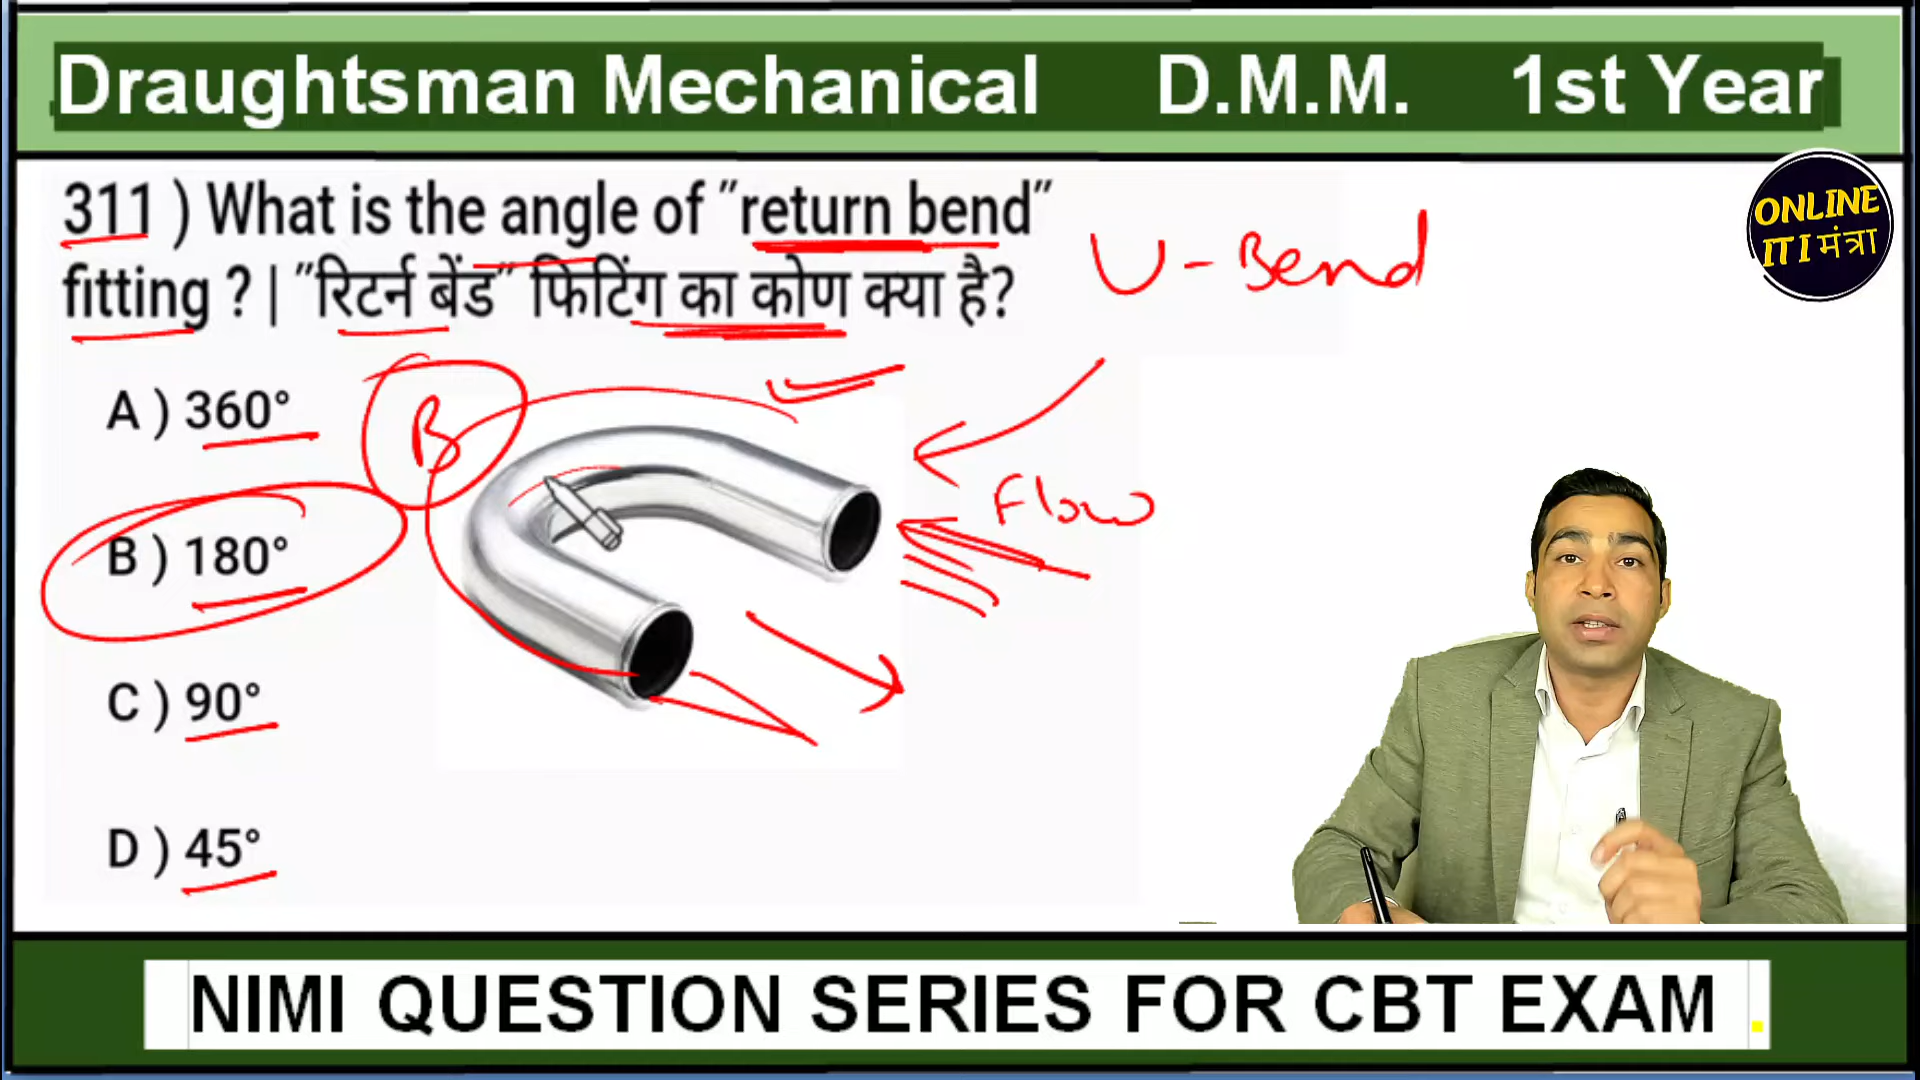 Draughtsman Mechanical D.M.M. 1st Year
ONLINE
ITI मंत्रा
311 ) What is the angle of "return bend"
fitting ? | "रिटर्न बेंड" फिटिंग का कोण क्या है?
U-Bend
A ) 360°
B
B ) 180°
Flow
C ) 90°
D ) 45°
NIMI QUESTION SERIES FOR CBT EXAM .